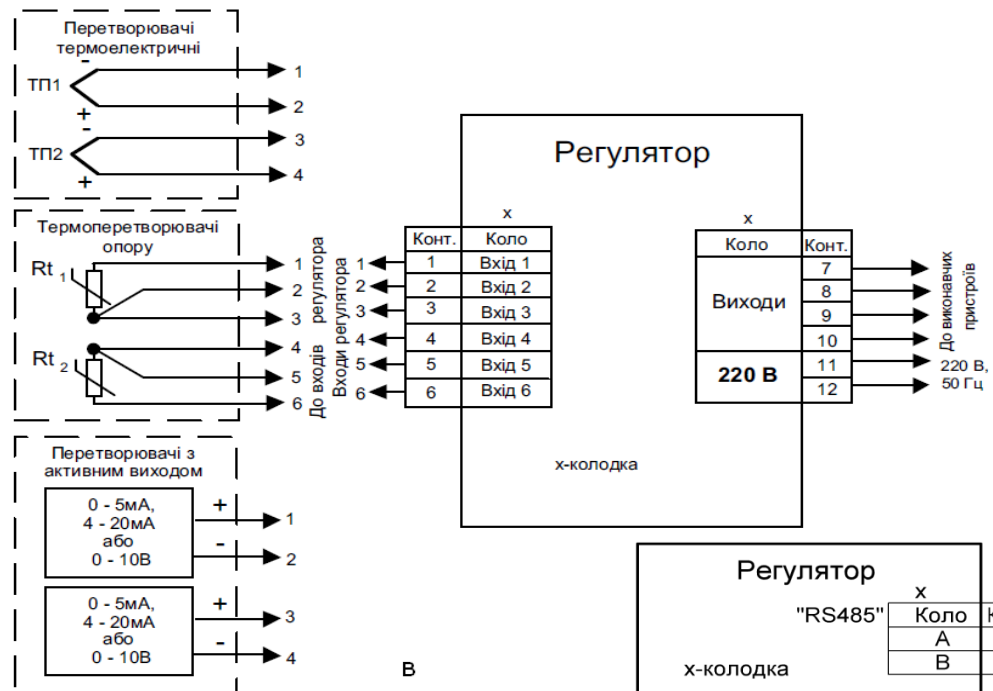 Перетворювачі
термоелектричні
-
ТП1
+
1
2
-
ТП2
+
3
4
Термоперетворювачі
опору
Rt 1
1
2
3
Rt 2
4
5
6
До входів регулятора
Входи регулятора
1
2
3
4
5
6
Перетворювачі з
активним виходом
0 - 5мА,
4 - 20мА
або
0 - 10В
+
-
1
2
0 - 5мА,
4 - 20мА
або
0 - 10В
+
-
3
4
В
Регулятор
х
Конт. Коло
1 Вхід 1
2 Вхід 2
3 Вхід 3
4 Вхід 4
5 Вхід 5
6 Вхід 6
х
Коло Конт.
Виходи
7
8
9
10
220 В
11
12
До виконавчих
пристроїв
220 В,
50 Гц
х-колодка
Регулятор
х
"RS485" Коло
А
В
х-колодка